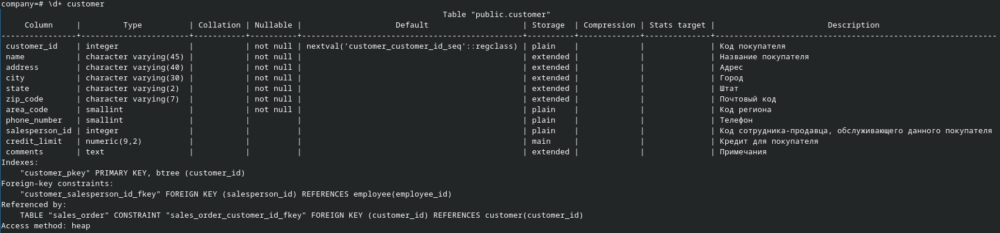 company=# \d+ customer
                                                                                              Table "public.customer"
     Column     |         Type          | Collation | Nullable |                    Default                    | Storage  | Compression | Stats target |                        Description                         
----------------+-----------------------+-----------+----------+-----------------------------------------------+----------+-------------+--------------+------------------------------------------------------------
 customer_id    | integer               |           | not null | nextval('customer_customer_id_seq'::regclass) | plain    |             |              | Код покупателя
 name           | character varying(45) |           | not null |                                               | extended |             |              | Название покупателя
 address        | character varying(40) |           | not null |                                               | extended |             |              | Адрес
 city           | character varying(30) |           | not null |                                               | extended |             |              | Город
 state          | character varying(2)  |           | not null |                                               | extended |             |              | Штат
 zip_code       | character varying(7)  |           | not null |                                               | extended |             |              | Почтовый код
 area_code      | smallint              |           | not null |                                               | plain    |             |              | Код региона
 phone_number   | smallint              |           |          |                                               | plain    |             |              | Телефон
 salesperson_id | integer               |           |          |                                               | plain    |             |              | Код сотрудника-продавца, обслуживающего данного покупателя
 credit_limit   | numeric(9,2)          |           |          |                                               | main     |             |              | Кредит для покупателя
 comments       | text                  |           |          |                                               | extended |             |              | Примечания
Indexes:
    "customer_pkey" PRIMARY KEY, btree (customer_id)
Foreign-key constraints:
    "customer_salesperson_id_fkey" FOREIGN KEY (salesperson_id) REFERENCES employee(employee_id)
Referenced by:
    TABLE "sales_order" CONSTRAINT "sales_order_customer_id_fkey" FOREIGN KEY (customer_id) REFERENCES customer(customer_id)
Access method: heap